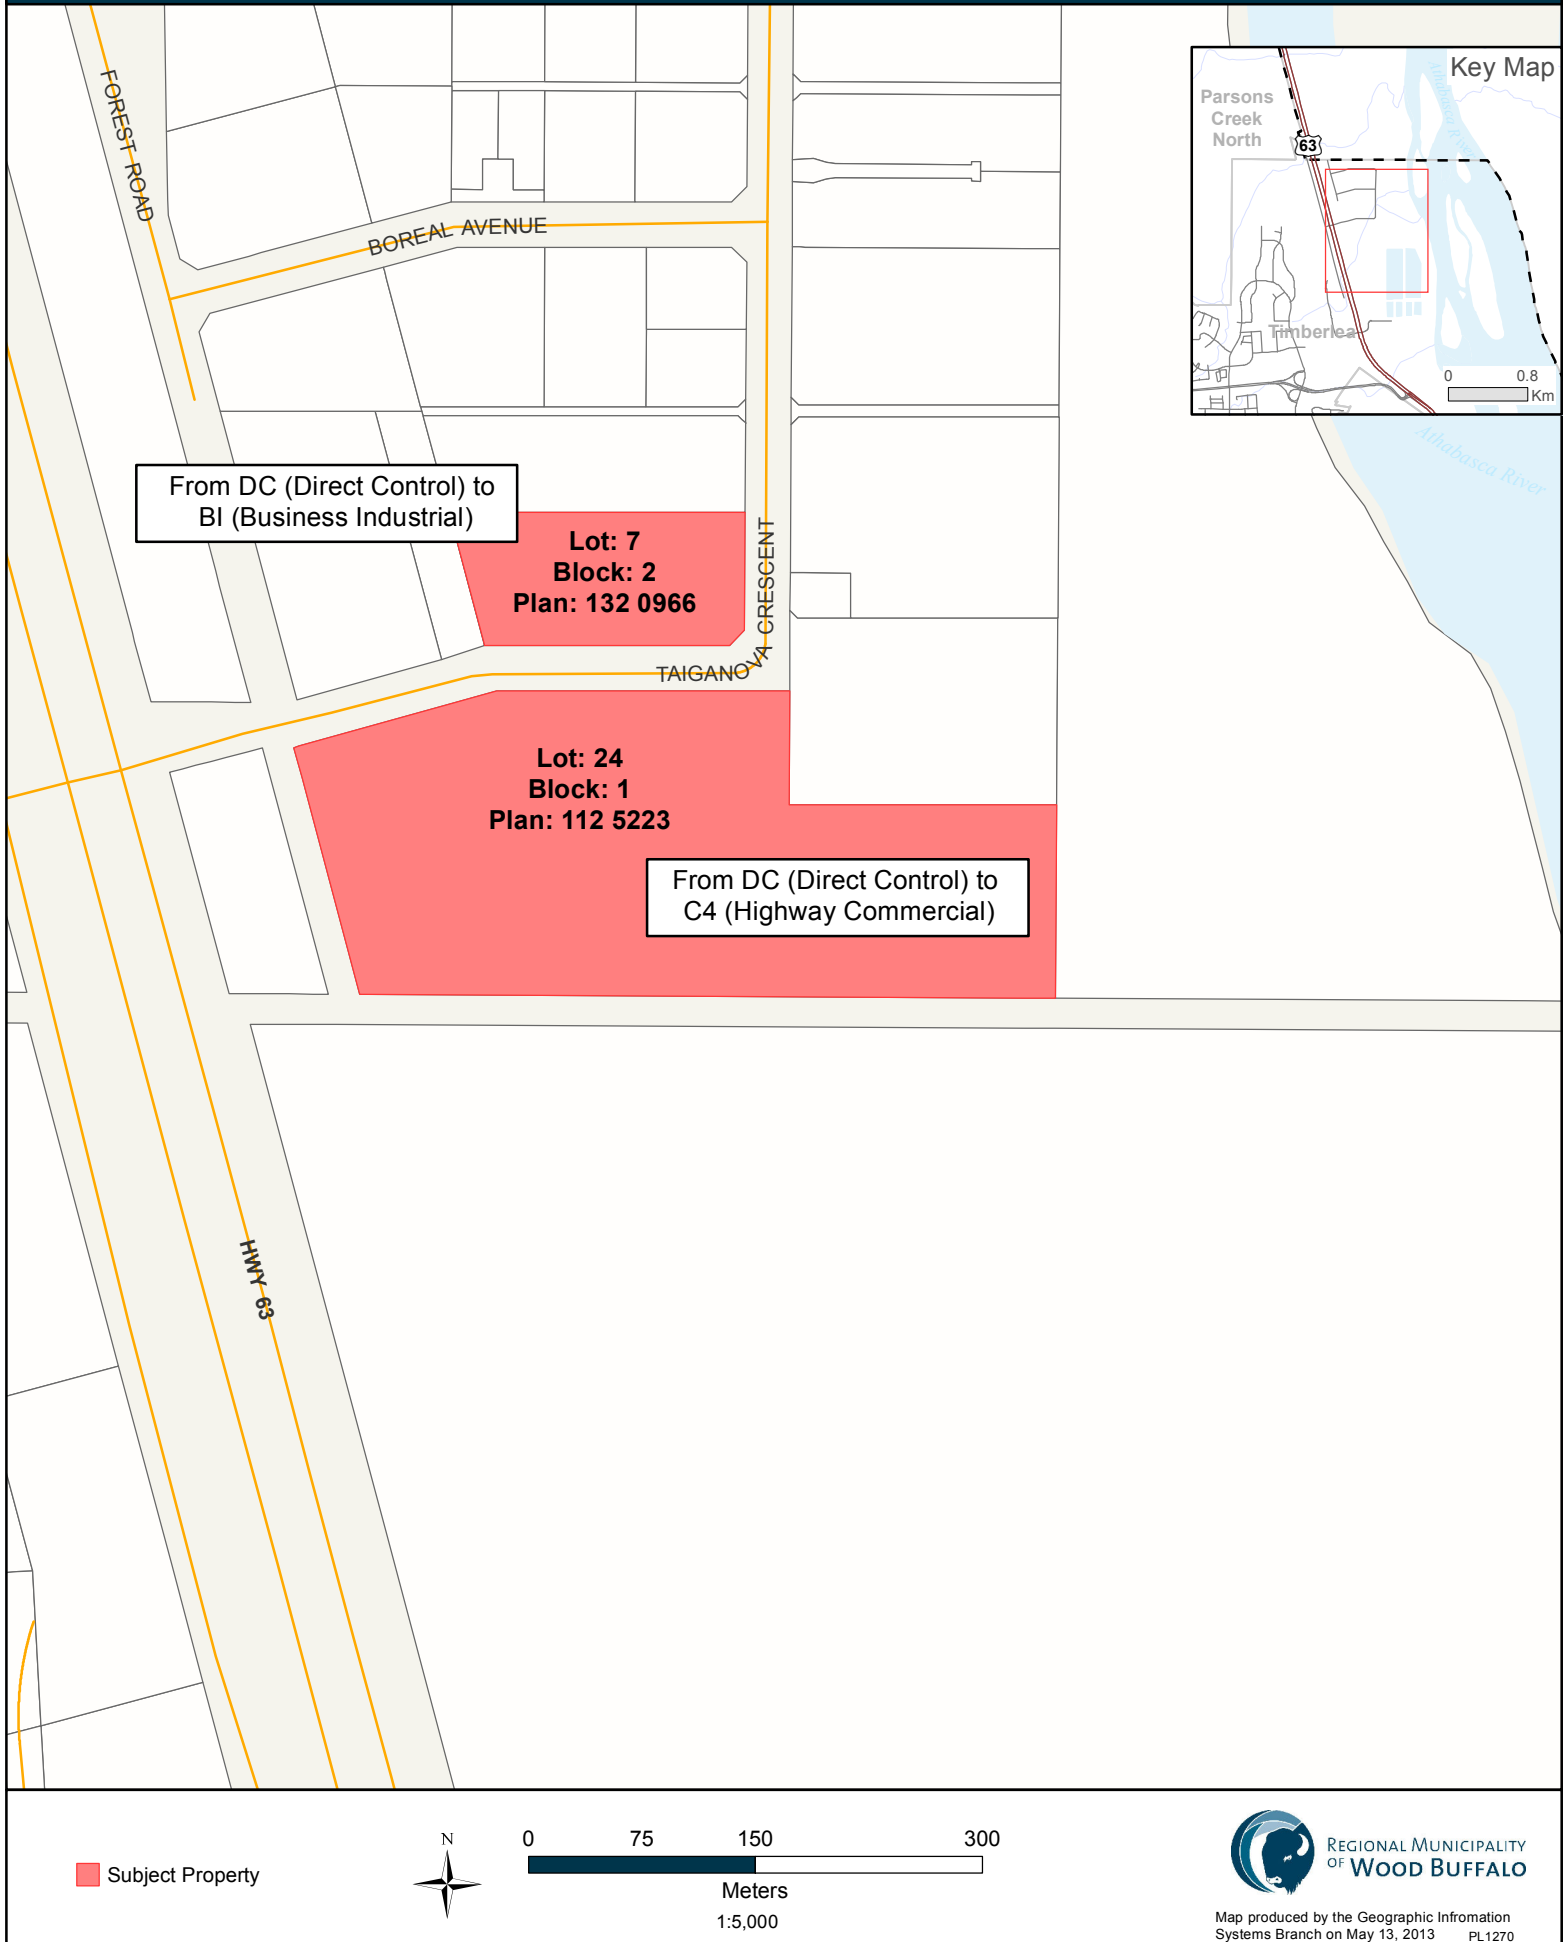 Key Map
Parsons
Creek
North
63
Athabasca River
Timberlea
0 0.8
Km
FOREST ROAD
BOREAL AVENUE
Athabasca River
From DC (Direct Control) to
BI (Business Industrial)
Lot: 7
Block: 2
Plan: 132 0966
TAIGANOVA CRESCENT
Lot: 24
Block: 1
Plan: 112 5223
From DC (Direct Control) to
C4 (Highway Commercial)
HWY 63
Subject Property
N
0 75 150 300
Meters
1:5,000
REGIONAL MUNICIPALITY
OF WOOD BUFFALO
Map produced by the Geographic Infromation
Systems Branch on May 13, 2013 PL1270